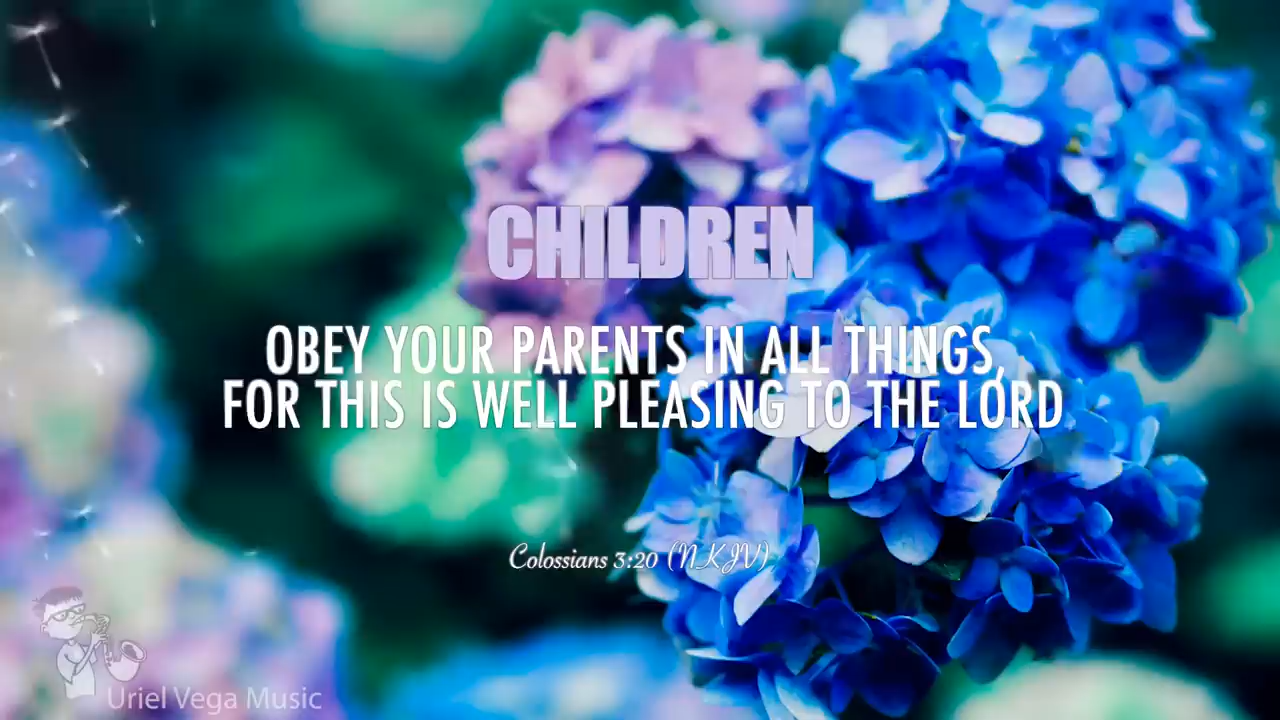 CHILDREN
OBEY YOUR PARENTS IN ALL THINGS,
FOR THIS IS WELL PLEASING TO THE LORD
Colossians 3:20 (NKJV)
Uriel Vega Music